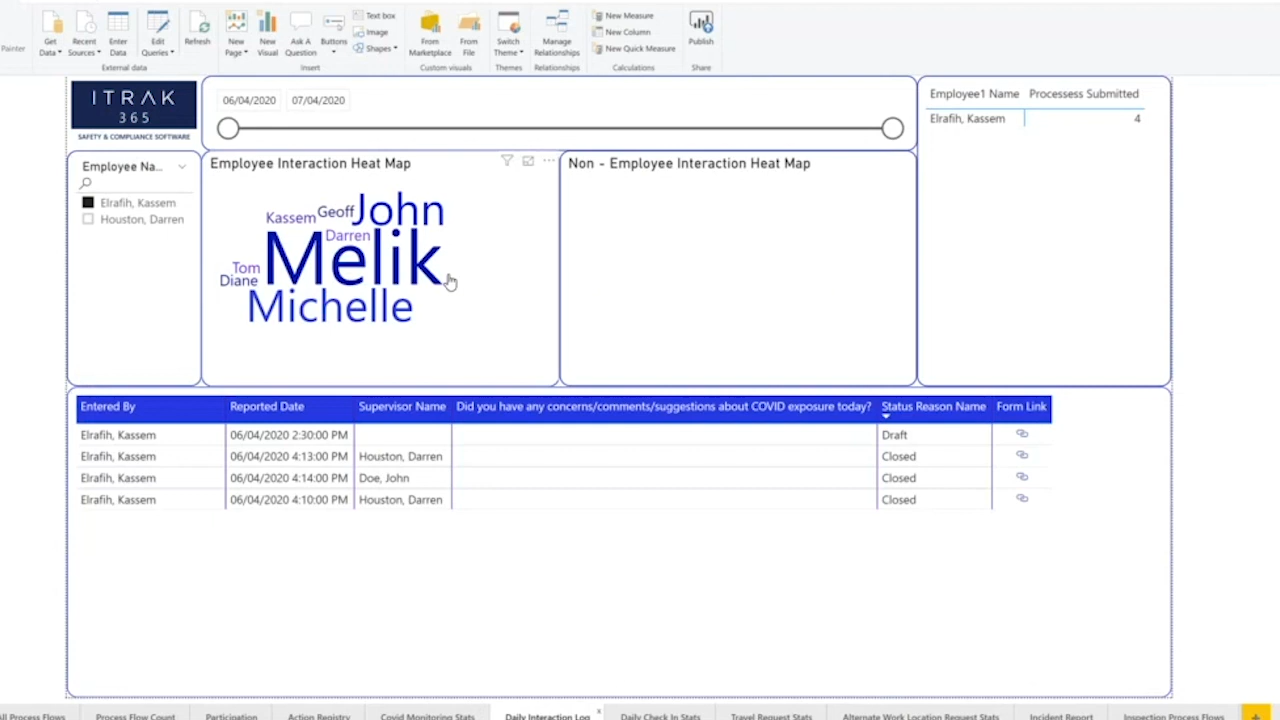 Painter
Get Data
Recent Sources
Enter Data
Edit Queries
Refresh
New Page
New Visual
Ask A Question
Buttons
Text box
Image
Shapes
From Marketplace
From File
Switch Theme
Manage Relationships
New Measure
New Column
New Quick Measure
Publish
External data
Insert
Custom visuals
Themes
Relationships
Calculations
Share
ITRAK
365
SAFETY & COMPLIANCE SOFTWARE
06/04/2020 07/04/2020
Employee1 Name Processess Submitted
Elrafih, Kassem 4
Employee Na...
Elrafih, Kassem
Houston, Darren
Employee Interaction Heat Map
Kassem Geoff John
Darren
Melik
Tom
Diane
Michelle
Non - Employee Interaction Heat Map
Entered By Reported Date Supervisor Name Did you have any concerns/comments/suggestions about COVID exposure today? Status Reason Name Form Link
Elrafih, Kassem 06/04/2020 2:30:00 PM Draft
Elrafih, Kassem 06/04/2020 4:13:00 PM Houston, Darren Closed
Elrafih, Kassem 06/04/2020 4:14:00 PM Doe, John Closed
Elrafih, Kassem 06/04/2020 4:10:00 PM Houston, Darren Closed
All Process Flows Process Flow Count Participation Action Registry Covid Monitoring Stats Daily Interaction Log x Daily Check In Stats Travel Request Stats Alternate Work Location Request Stats Incident Report Inspection Process Flows +